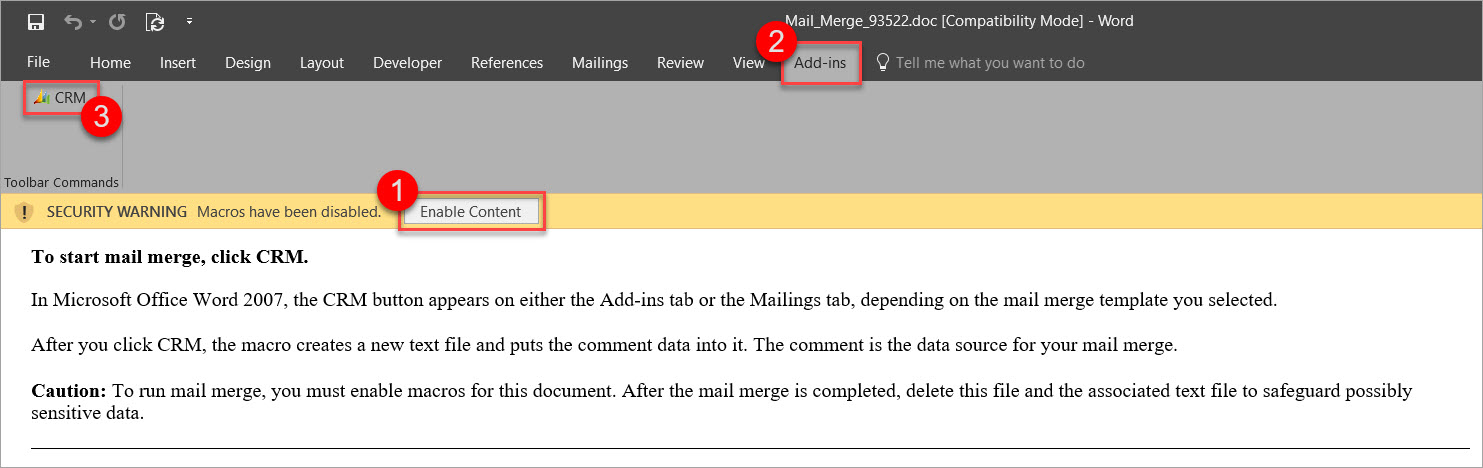 Mail_Merge_93522.doc [Compatibility Mode] - Word
2
File Home Insert Design Layout Developer References Mailings Review View Add-ins Tell me what you want to do
CRM
3
Toolbar Commands
1
SECURITY WARNING Macros have been disabled. Enable Content
To start mail merge, click CRM.
In Microsoft Office Word 2007, the CRM button appears on either the Add-ins tab or the Mailings tab, depending on the mail merge template you selected.
After you click CRM, the macro creates a new text file and puts the comment data into it. The comment is the data source for your mail merge.
Caution: To run mail merge, you must enable macros for this document. After the mail merge is completed, delete this file and the associated text file to safeguard possibly
sensitive data.